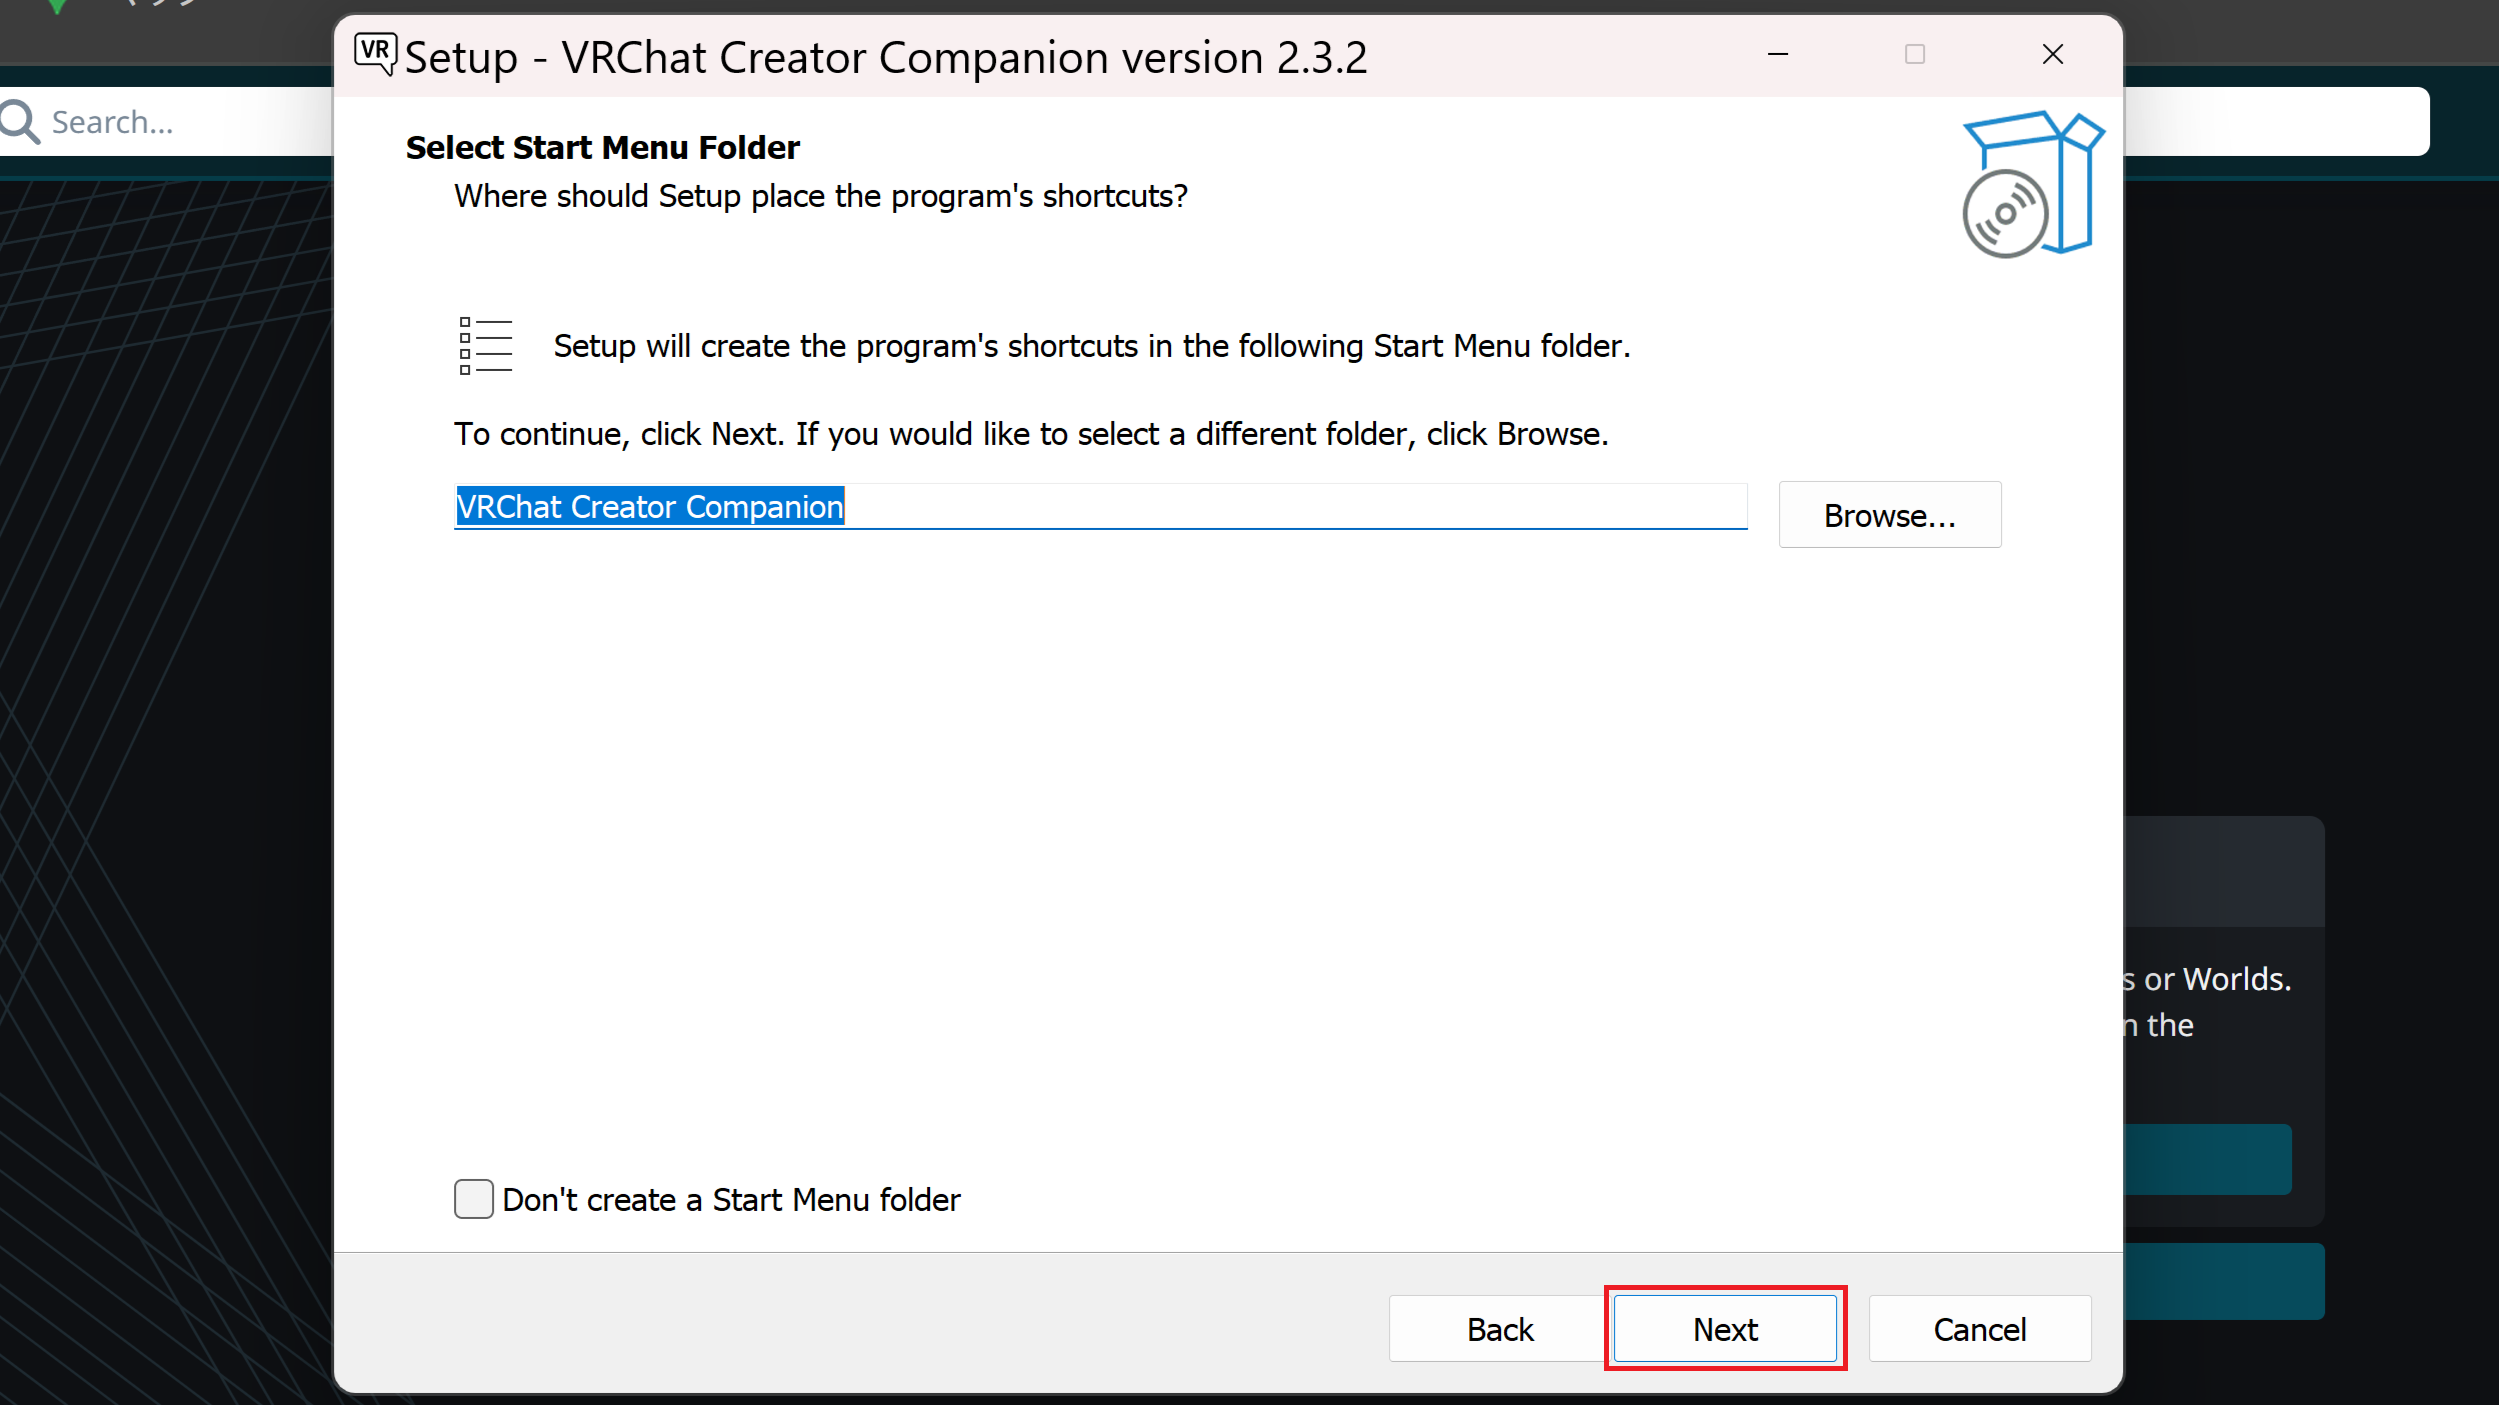 VR
Setup - VRChat Creator Companion version 2.3.2
Search...
Select Start Menu Folder
Where should Setup place the program's shortcuts?
Setup will create the program's shortcuts in the following Start Menu folder.
To continue, click Next. If you would like to select a different folder, click Browse.
VRChat Creator Companion
Browse...
s or Worlds.
n the
Don't create a Start Menu folder
Back
Next
Cancel